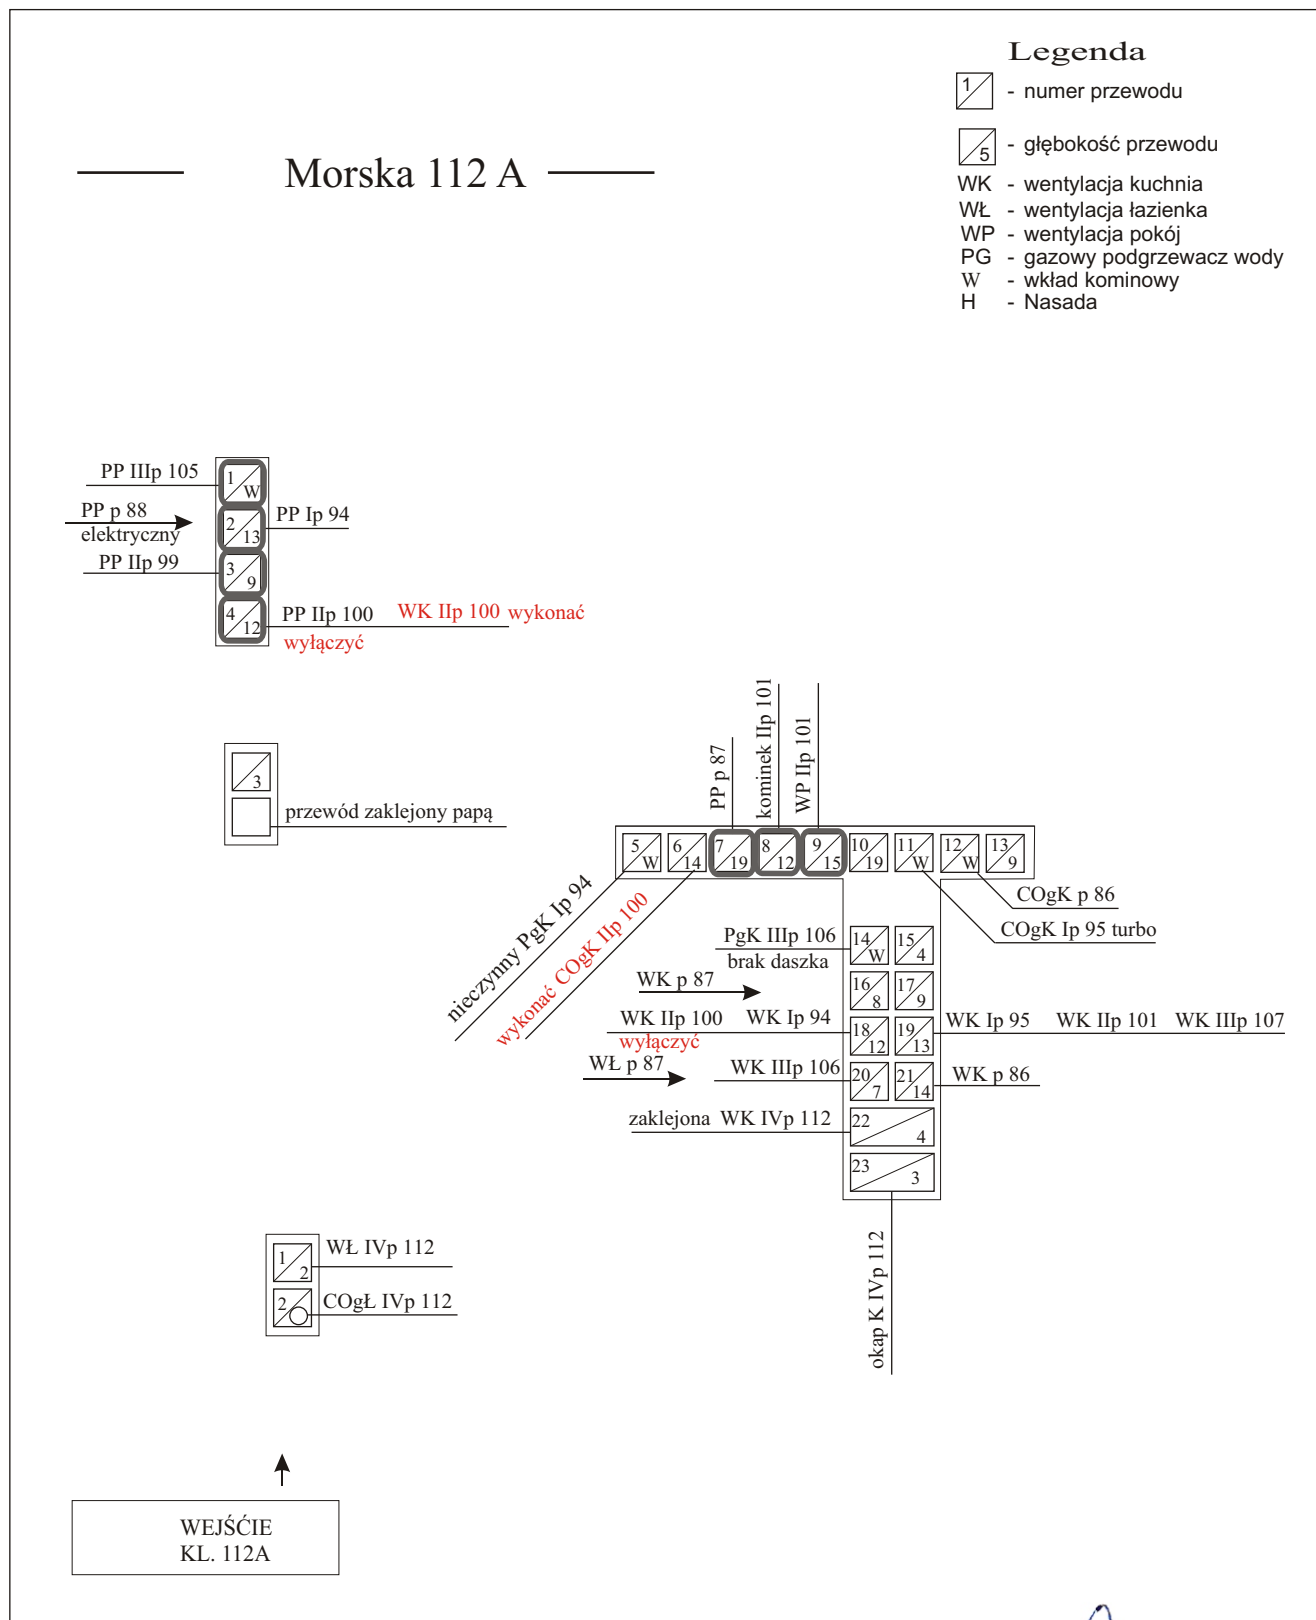 Legenda
1 - numer przewodu
5 - głębokość przewodu
WK - wentylacja kuchnia
WŁ - wentylacja łazienka
WP - wentylacja pokój
PG - gazowy podgrzewacz wody
W - wkład kominowy
H - Nasada
Morska 112 A
PP IIIp 105
1 W
PP p 88
elektryczny
2 13
PP Ip 94
PP IIp 99
3 9
4 12
PP IIp 100 WK IIp 100 wykonać
wyłączyć
3
przewód zaklejony papą
PP p 87
kominek IIp 101
WP IIp 101
5 W 6 14 7 19 8 12 9 15 10 19 11 W 12 W 13 9
nieczynny PgK Ip 94
wykonać COgK IIp 100
COgK p 86
COgK Ip 95 turbo
PgK IIIp 106
brak daszka
14 W 15 4
WK p 87
16 8 17 9
WK IIp 100 WK Ip 94
wyłączyć
18 12 19 13
WK Ip 95 WK IIp 101 WK IIIp 107
WŁ p 87
WK IIIp 106
20 7 21 14
WK p 86
zaklejona WK IVp 112
22 4
23 3
okap K IVp 112
1 2
WŁ IVp 112
2
COgŁ IVp 112
WEJŚĆIE
KL. 112A